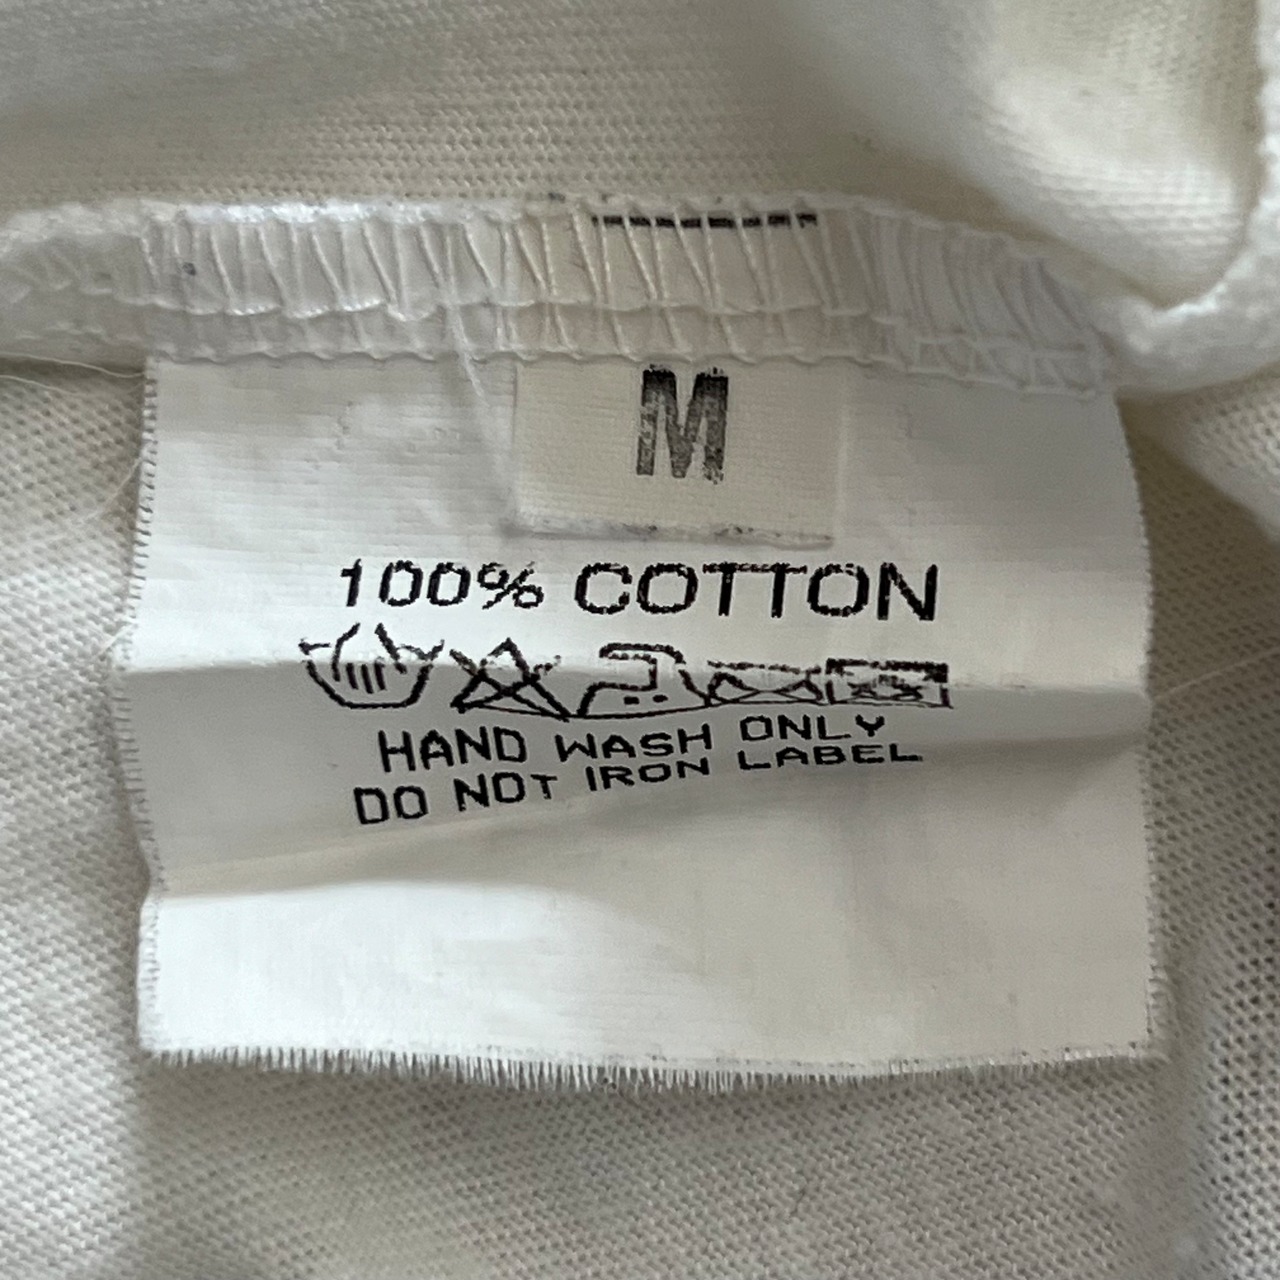 M
100% COTTON
HAND WASH ONLY
DO NOT IRON LABEL